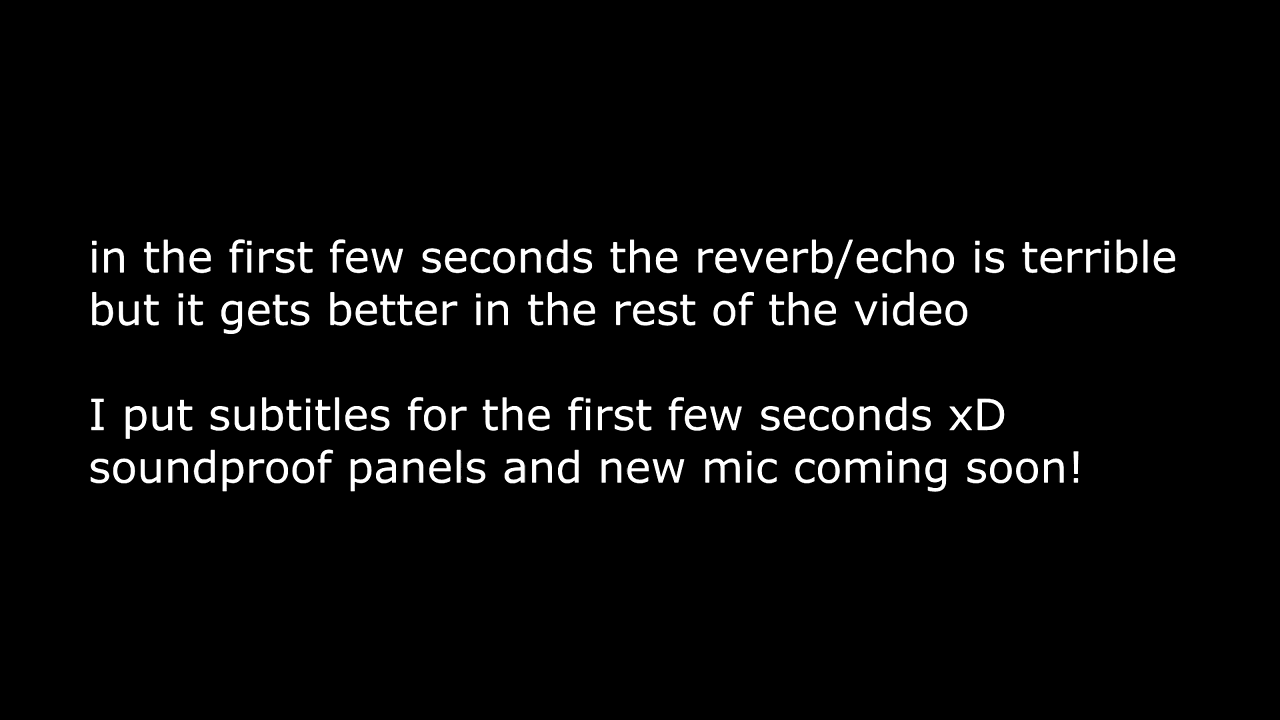 in the first few seconds the reverb/echo is terrible
but it gets better in the rest of the video
I put subtitles for the first few seconds xD
soundproof panels and new mic coming soon!